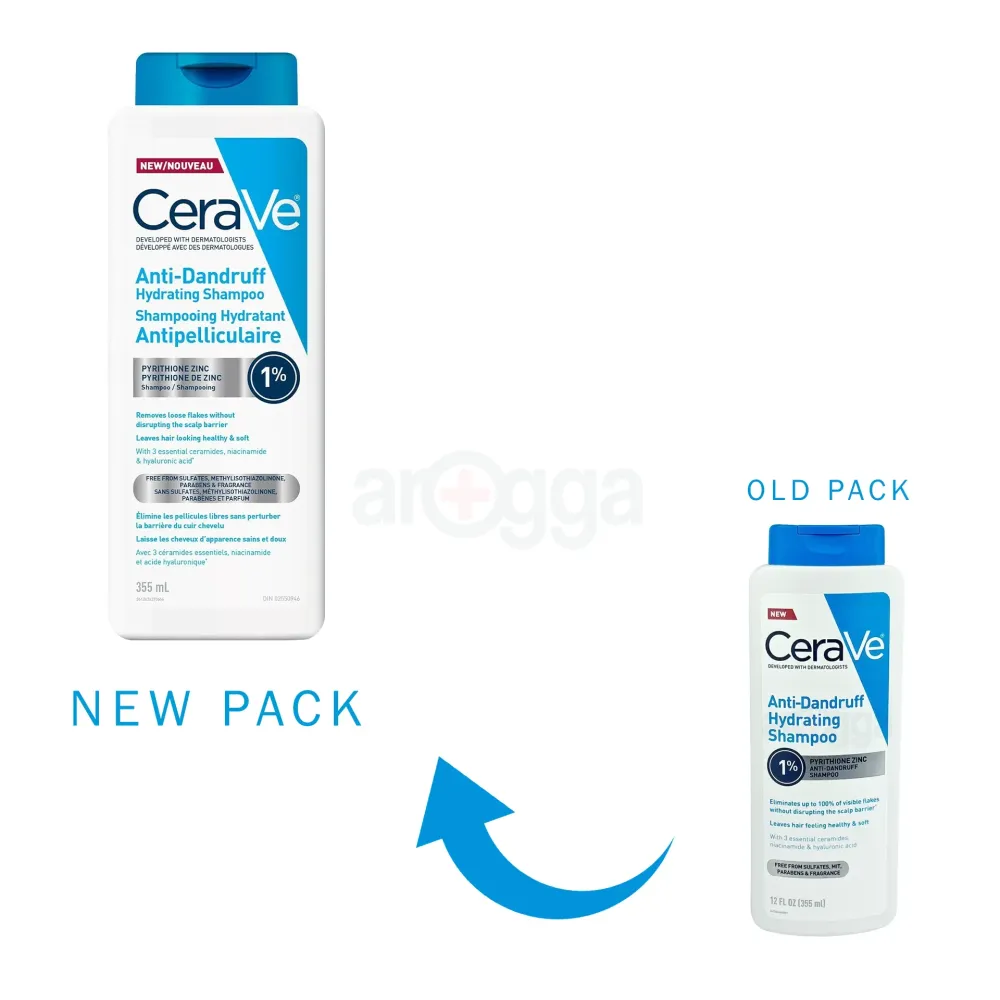 NEW/NOUVEAU
CeraVe®
DEVELOPED WITH DERMATOLOGISTS
DÉVELOPPÉ AVEC DES DERMATOLOGUES
Anti-Dandruff
Hydrating Shampoo
Shampooing Hydratant
Antipelliculaire
PYRITHIONE ZINC
PYRITHIONE DE ZINC
Shampoo / Shampooing
1%
Removes loose flakes without
disrupting the scalp barrier
Leaves hair looking healthy & soft
With 3 essential ceramides, niacinamide
& hyaluronic acid*
FREE FROM SULFATES, METHYLISOTHIAZOLINONE,
PARABENS & FRAGRANCE
SANS SULFATES, MÉTHYLISOTHIAZOLINONE,
PARABÈNES ET PARFUM
Élimine les pellicules libres sans perturber
la barrière du cuir chevelu
Laisse les cheveux d'apparence sains et doux
Avec 3 céramides essentiels, niacinamide
et acide hyaluronique*
355 mL
NEW PACK
arogga
OLD PACK
NEW
CeraVe®
DEVELOPED WITH DERMATOLOGISTS
Anti-Dandruff
Hydrating
Shampoo
1%
PYRITHIONE ZINC
ANTI-DANDRUFF
SHAMPOO
Eliminates up to 100% of visible flakes
without disrupting the scalp barrier*
Leaves hair feeling healthy & soft
With 3 essential ceramides,
niacinamide & hyaluronic acid
FREE FROM SULFATES, MIT,
PARABENS & FRAGRANCE
12 FL OZ (355 ml)